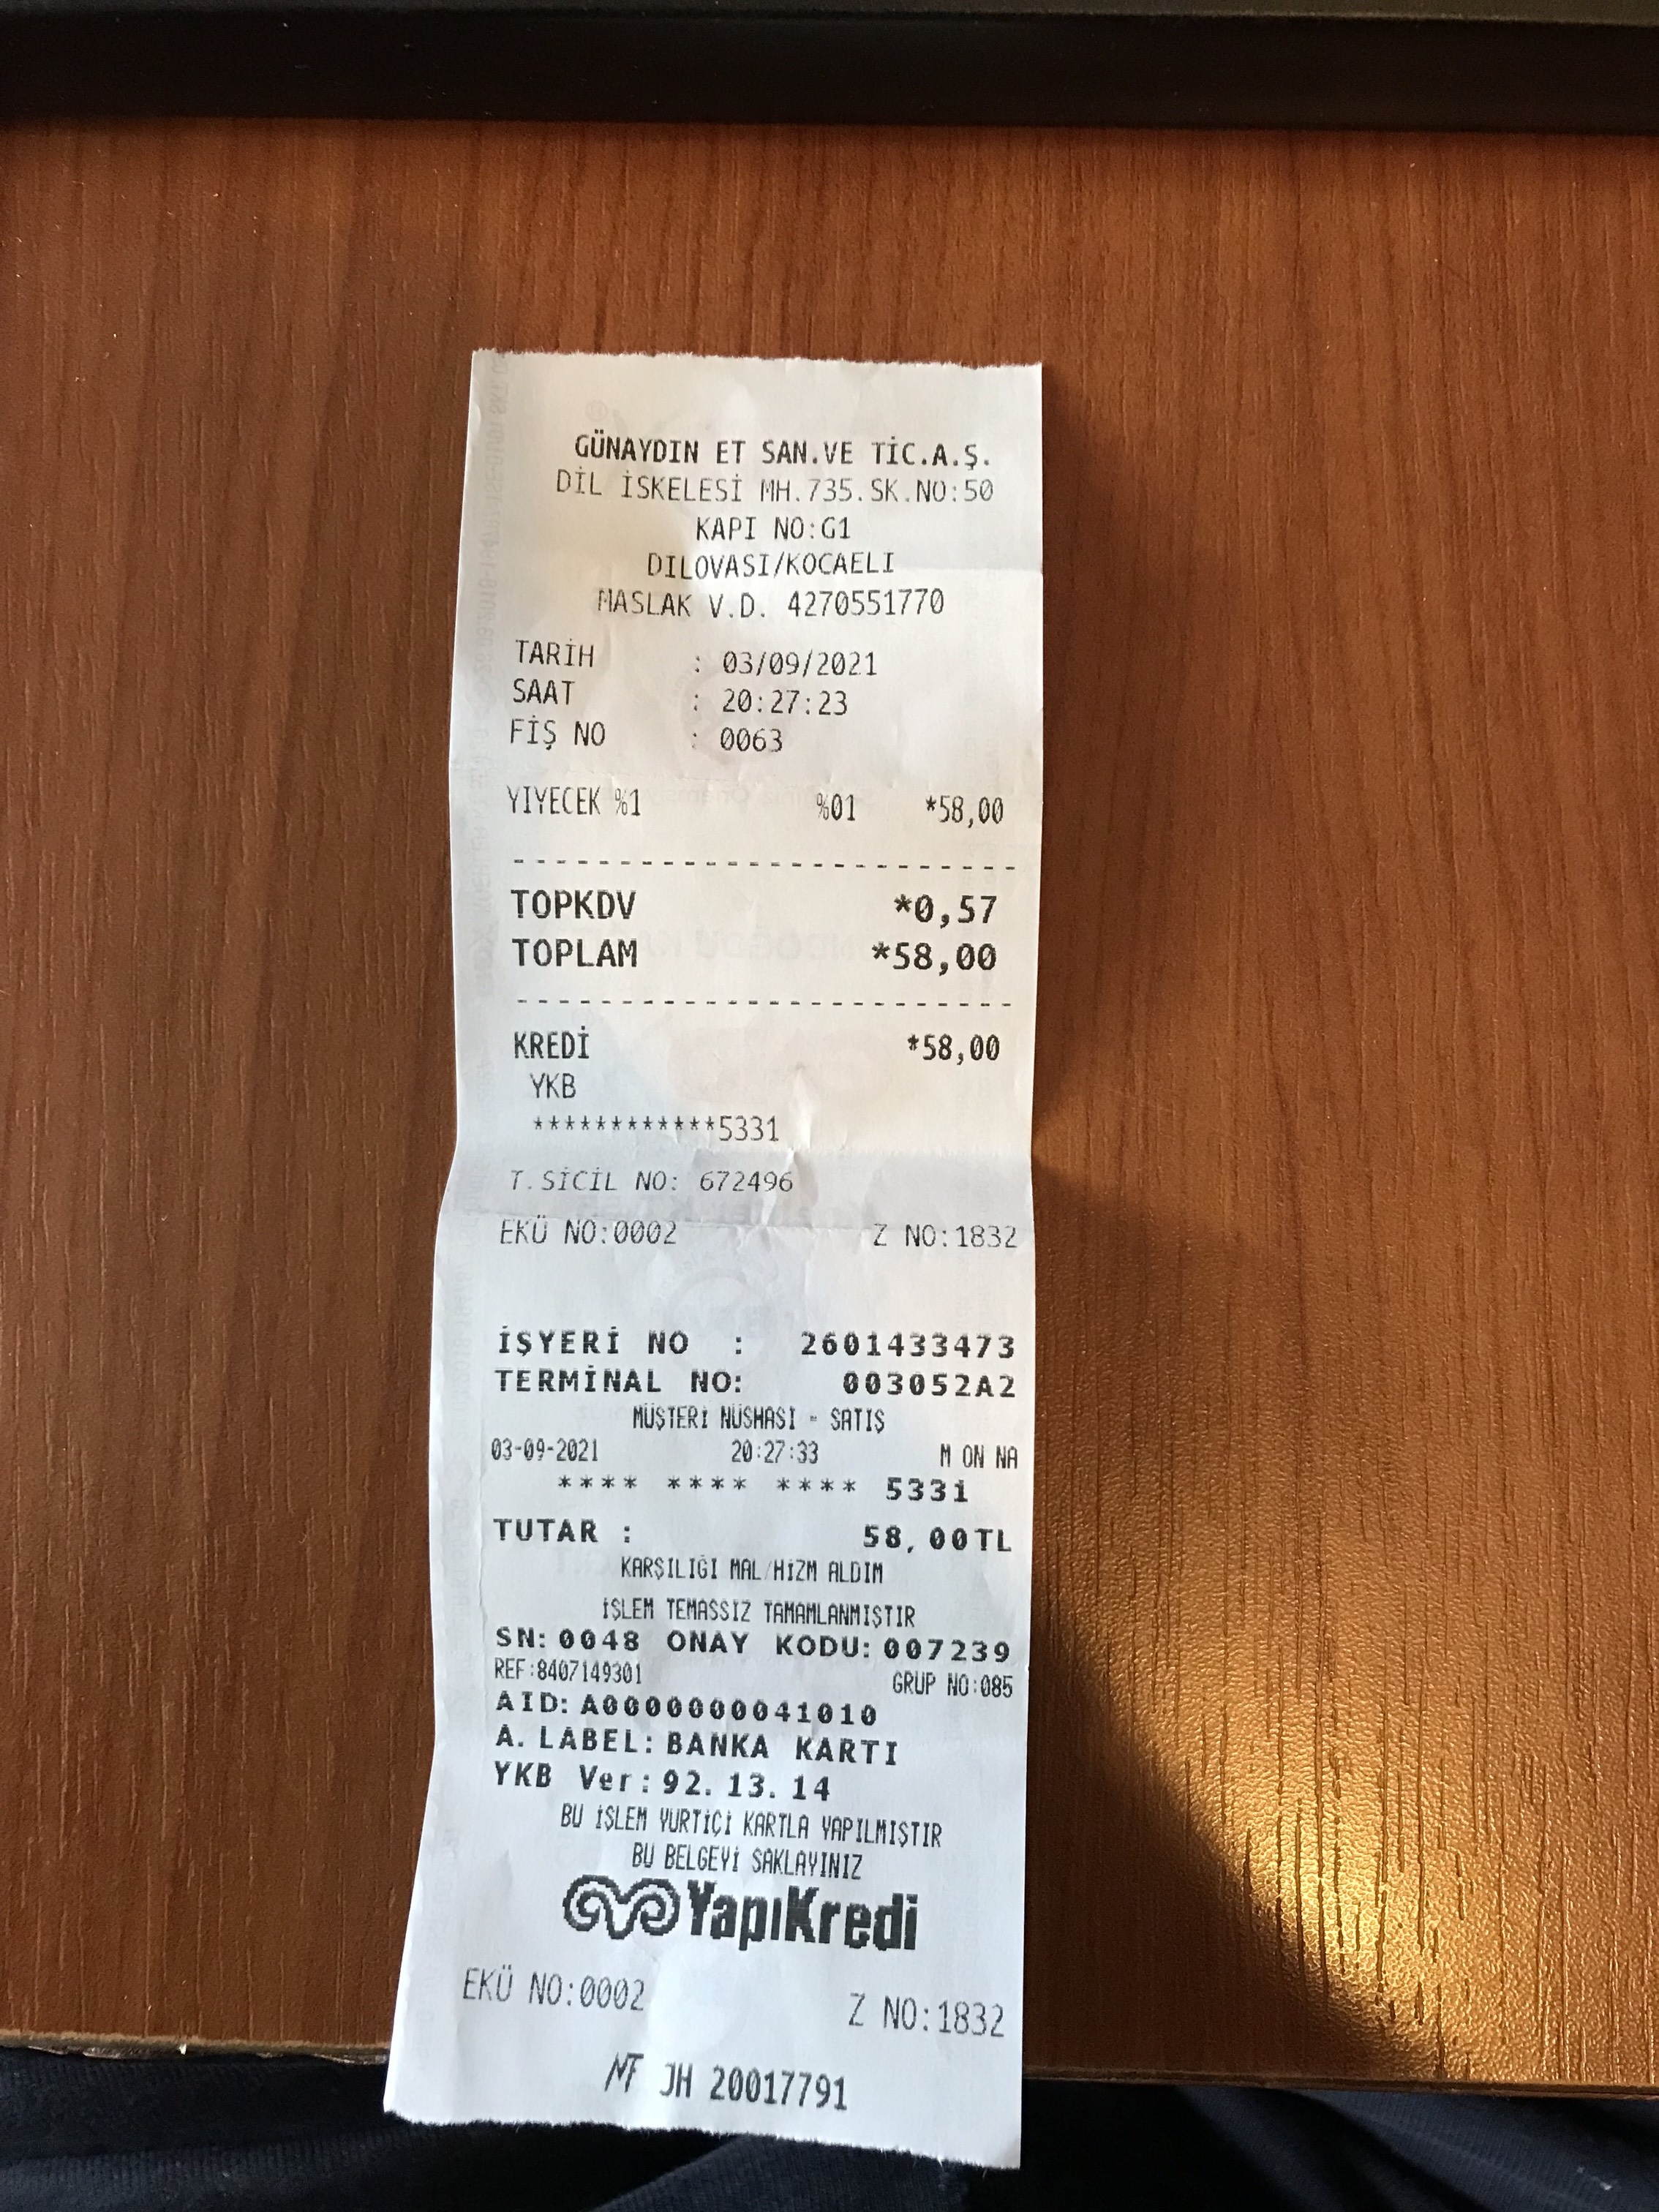 GÜNAYDIN ET SAN.VE TİC.A.Ş.
DİL İSKELESİ MH.735.SK.NO:50
KAPI NO:G1
DILOVASI/KOCAELI
MASLAK V.D. 4270551770
TARİH : 03/09/2021
SAAT : 20:27:23
FİŞ NO : 0063
YIYECEK %1 %01 *58,00
TOPKDV *0,57
TOPLAM *58,00
KREDİ *58,00
YKB
************5331
T.SİCİL NO: 672496
EKÜ NO:0002 Z NO:1832
İŞYERİ NO : 2601433473
TERMİNAL NO: 003052A2
MÜŞTERİ NÜSHASI - SATIŞ
03-09-2021 20:27:33 M ON NA
**** **** **** 5331
TUTAR : 58,00TL
KARŞILIĞI MAL/HİZM ALDIM
İŞLEM TEMASSIZ TAMAMLANMIŞTIR
SN:0048 ONAY KODU:007239
REF:8407149301 GRUP NO:085
AID:A0000000041010
A.LABEL:BANKA KARTI
YKB Ver:92.13.14
BU İŞLEM YURTİÇİ KARTLA YAPILMIŞTIR
BU BELGEYİ SAKLAYINIZ
YapıKredi
EKÜ NO:0002 Z NO:1832
MF JH 20017791